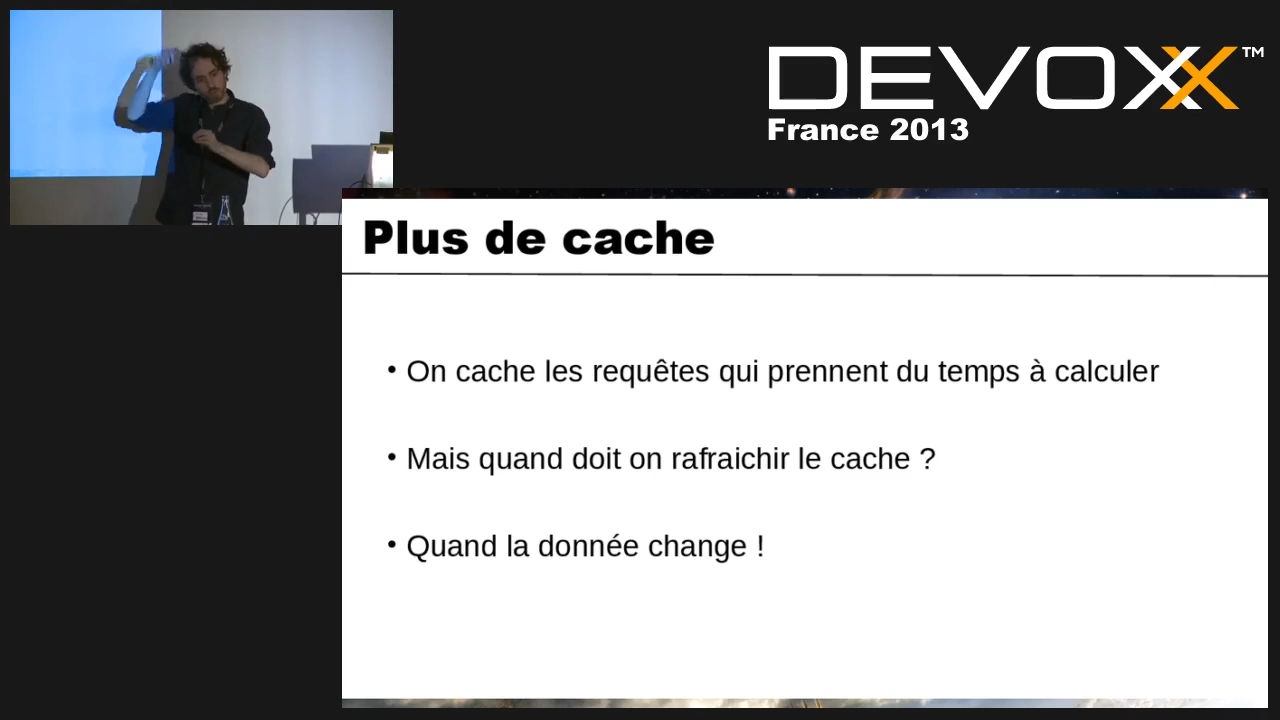 DEVOXX™
France 2013
Plus de cache
• On cache les requêtes qui prennent du temps à calculer
• Mais quand doit on rafraichir le cache ?
• Quand la donnée change !